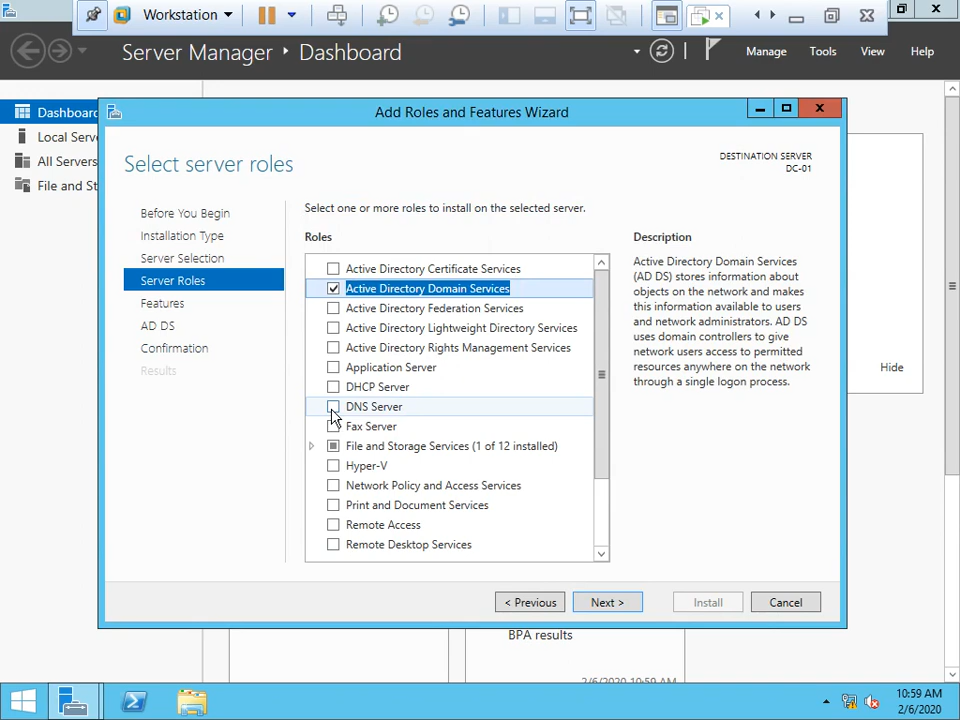 Workstation
Server Manager
Dashboard
Manage
Tools
View
Help
Dashboard
Local Serve
All Servers
File and St
Add Roles and Features Wizard
Select server roles
DESTINATION SERVER
DC-01
Before You Begin
Installation Type
Server Selection
Server Roles
Features
AD DS
Confirmation
Results
Select one or more roles to install on the selected server.
Roles
Active Directory Certificate Services
Active Directory Domain Services
Active Directory Federation Services
Active Directory Lightweight Directory Services
Active Directory Rights Management Services
Application Server
DHCP Server
DNS Server
Fax Server
File and Storage Services (1 of 12 installed)
Hyper-V
Network Policy and Access Services
Print and Document Services
Remote Access
Remote Desktop Services
Description
Active Directory Domain Services
(AD DS) stores information about
objects on the network and makes
this information available to users
and network administrators. AD DS
uses domain controllers to give
network users access to permitted
resources anywhere on the network
through a single logon process.
Hide
< Previous
Next >
Install
Cancel
BPA results
2/6/2020 10:59 AM
10:59 AM
2/6/2020